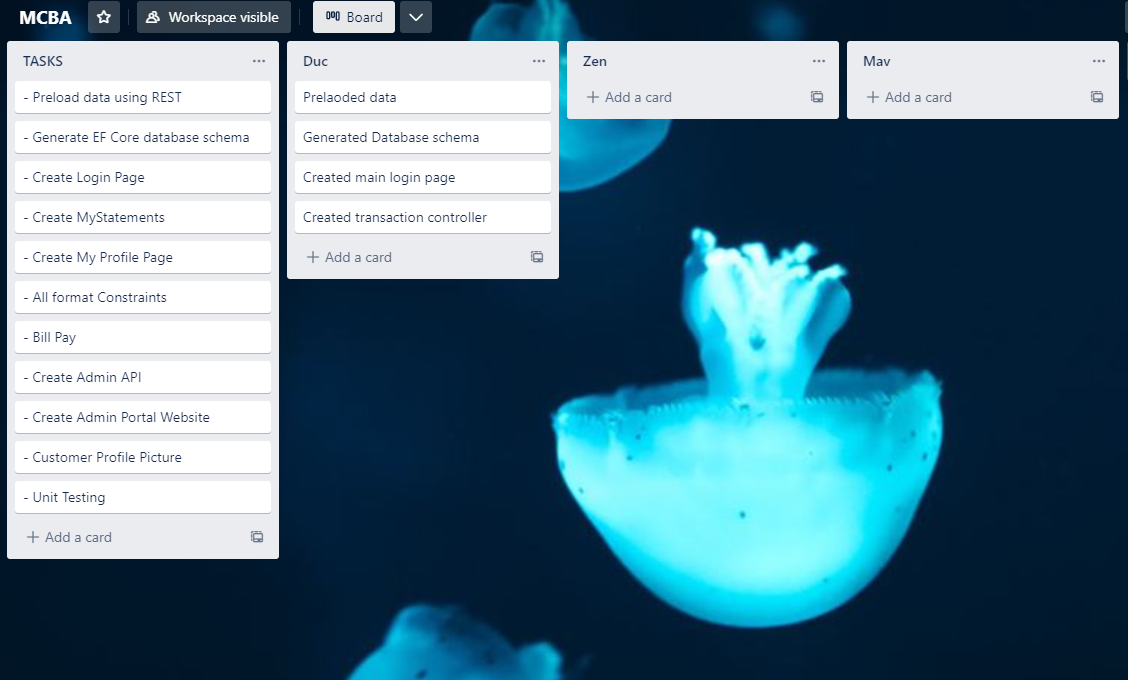 MCBA
Workspace visible
Board
TASKS
- Preload data using REST
- Generate EF Core database schema
- Create Login Page
- Create MyStatements
- Create My Profile Page
- All format Constraints
- Bill Pay
- Create Admin API
- Create Admin Portal Website
- Customer Profile Picture
- Unit Testing
+ Add a card
Duc
Prelaoded data
Generated Database schema
Created main login page
Created transaction controller
+ Add a card
Zen
+ Add a card
Mav
+ Add a card